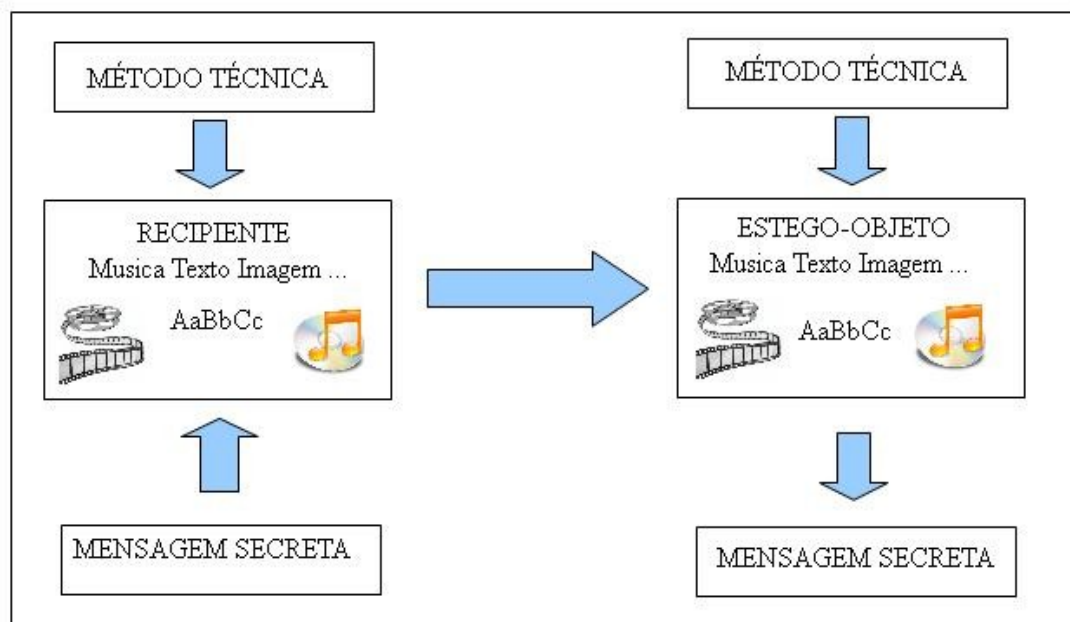 MÉTODO TÉCNICA
RECIPIENTE
Musica Texto Imagem ...
AaBbCc
MENSAGEM SECRETA
MÉTODO TÉCNICA
ESTEGO-OBJETO
Musica Texto Imagem ...
AaBbCc
MENSAGEM SECRETA